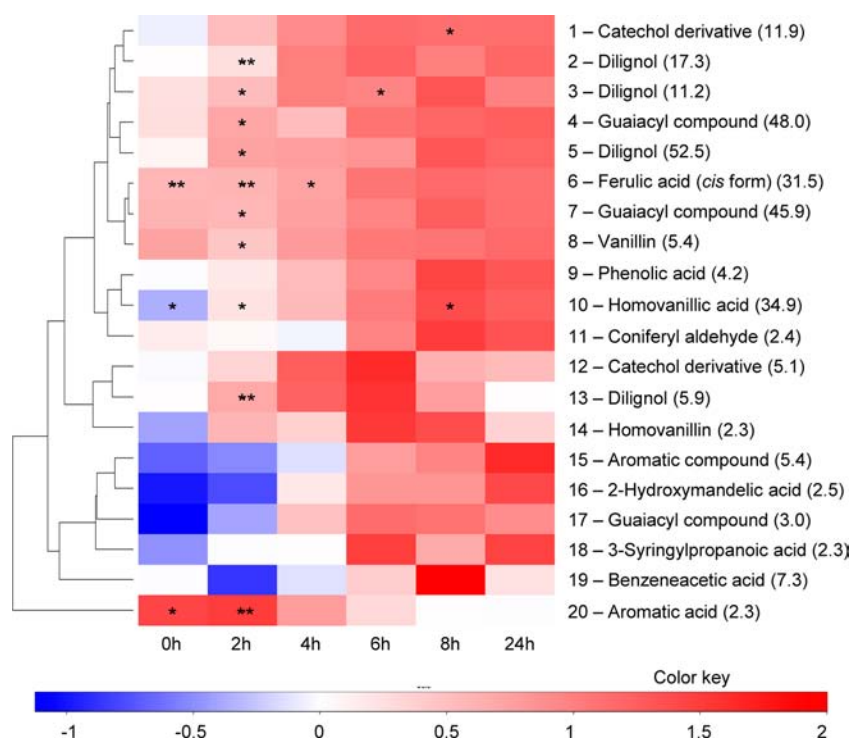 * 1 – Catechol derivative (11.9)
** 2 – Dilignol (17.3)
* * 3 – Dilignol (11.2)
* 4 – Guaiacyl compound (48.0)
* 5 – Dilignol (52.5)
** ** * 6 – Ferulic acid (cis form) (31.5)
* 7 – Guaiacyl compound (45.9)
* 8 – Vanillin (5.4)
9 – Phenolic acid (4.2)
* * * 10 – Homovanillic acid (34.9)
11 – Coniferyl aldehyde (2.4)
12 – Catechol derivative (5.1)
** 13 – Dilignol (5.9)
14 – Homovanillin (2.3)
15 – Aromatic compound (5.4)
16 – 2-Hydroxymandelic acid (2.5)
17 – Guaiacyl compound (3.0)
18 – 3-Syringylpropanoic acid (2.3)
19 – Benzeneacetic acid (7.3)
* ** 20 – Aromatic acid (2.3)
0h 2h 4h 6h 8h 24h
Color key
-1 -0.5 0 0.5 1 1.5 2